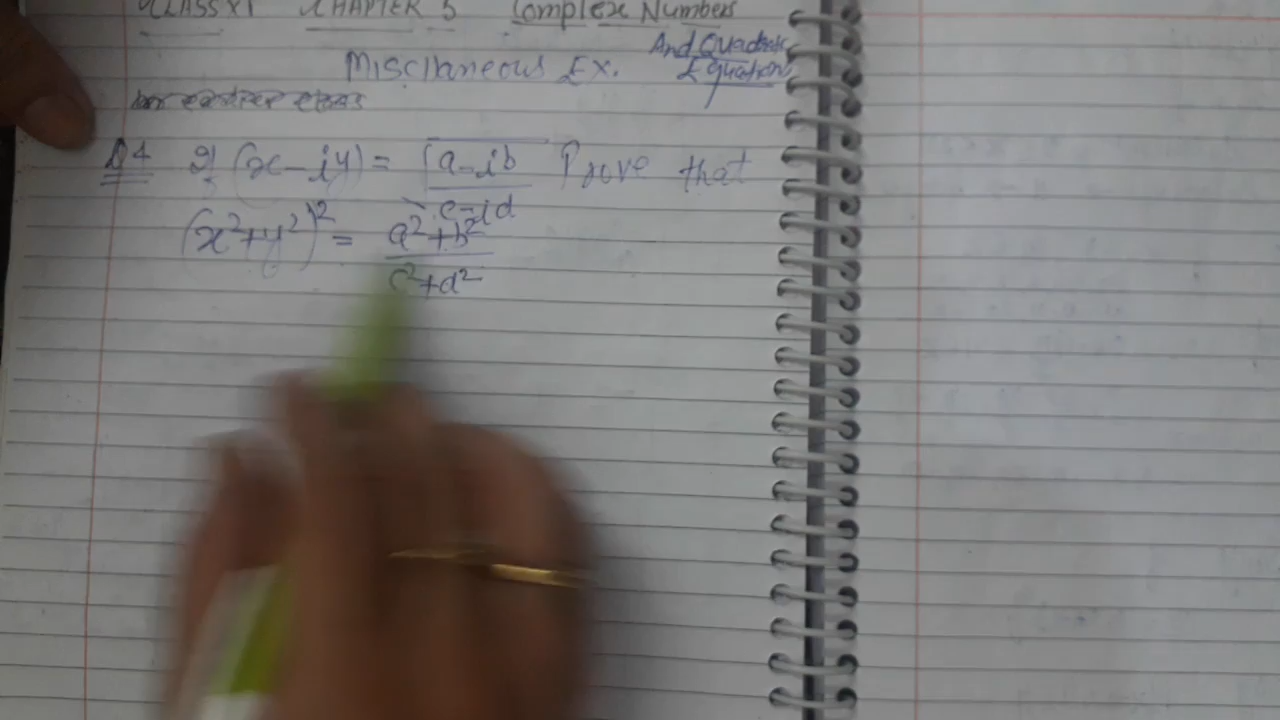 CLASS XI CHAPTER 5 Complex Numbers
And Quadratic
Miscllaneous Ex. Equations
Q4 If (x-iy) = √(a-ib / c-id) Prove that
(x²+y²)² = a²+b² / c²+d²